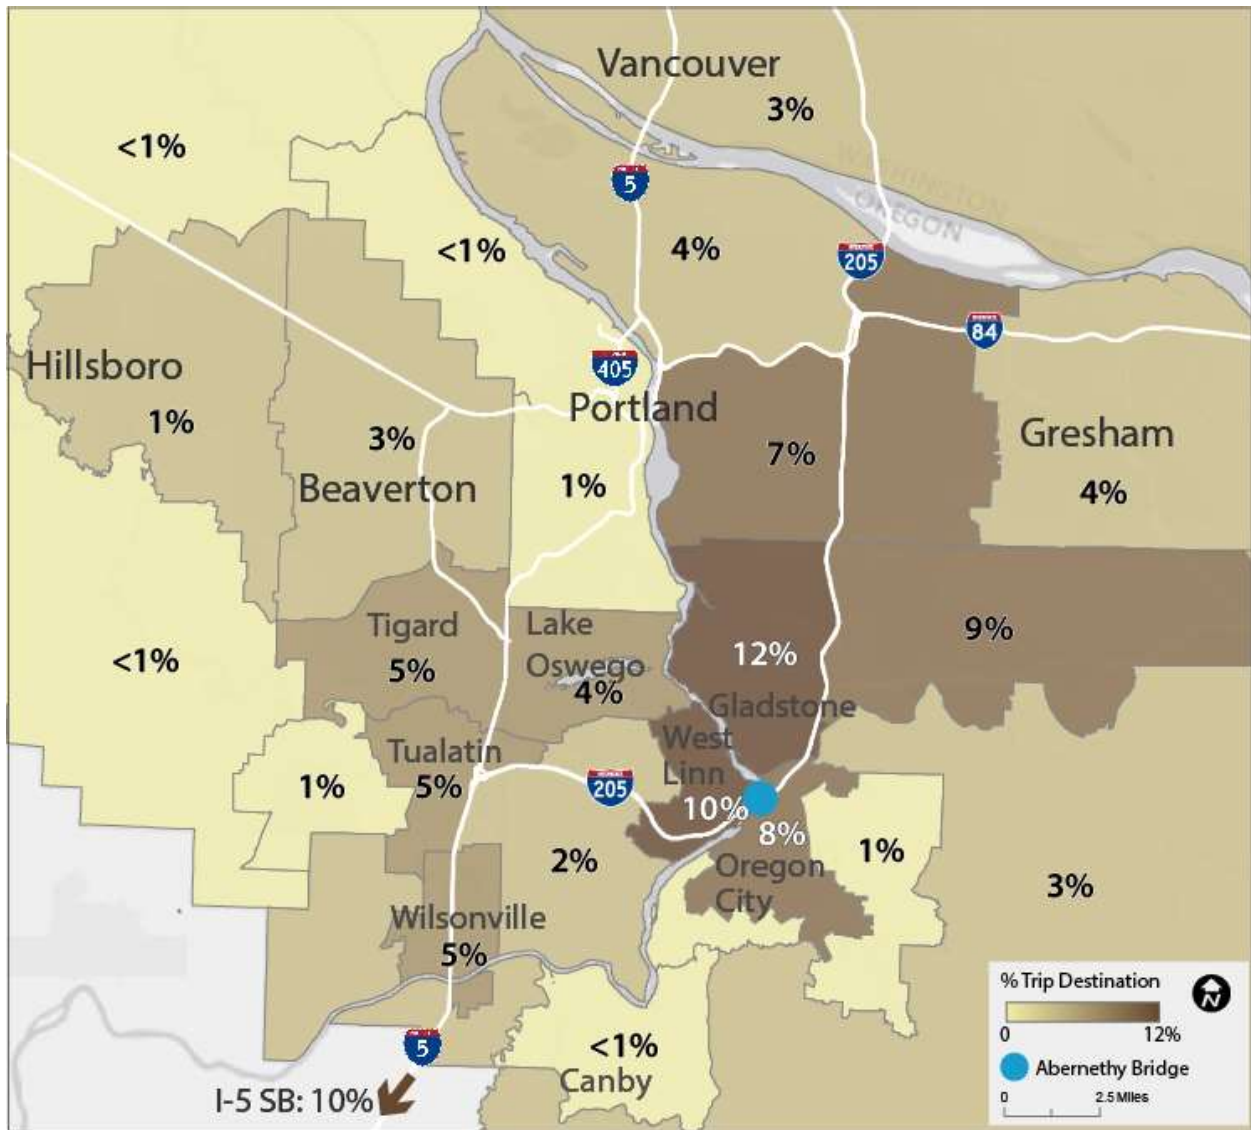 Vancouver
3%
<1%
5
WASHINGTON
OREGON
<1%
4%
205
84
Hillsboro
1%
405
Portland
3%
Beaverton
1%
7%
Gresham
4%
Tigard
5%
Lake
Oswego
4%
<1%
12%
9%
Gladstone
West
Linn
10%
Tualatin
5%
1%
205
8%
Oregon
City
1%
2%
3%
Wilsonville
5%
<1%
Canby
5
I-5 SB: 10%
% Trip Destination
N
0 12%
Abernethy Bridge
0 2.5 Miles